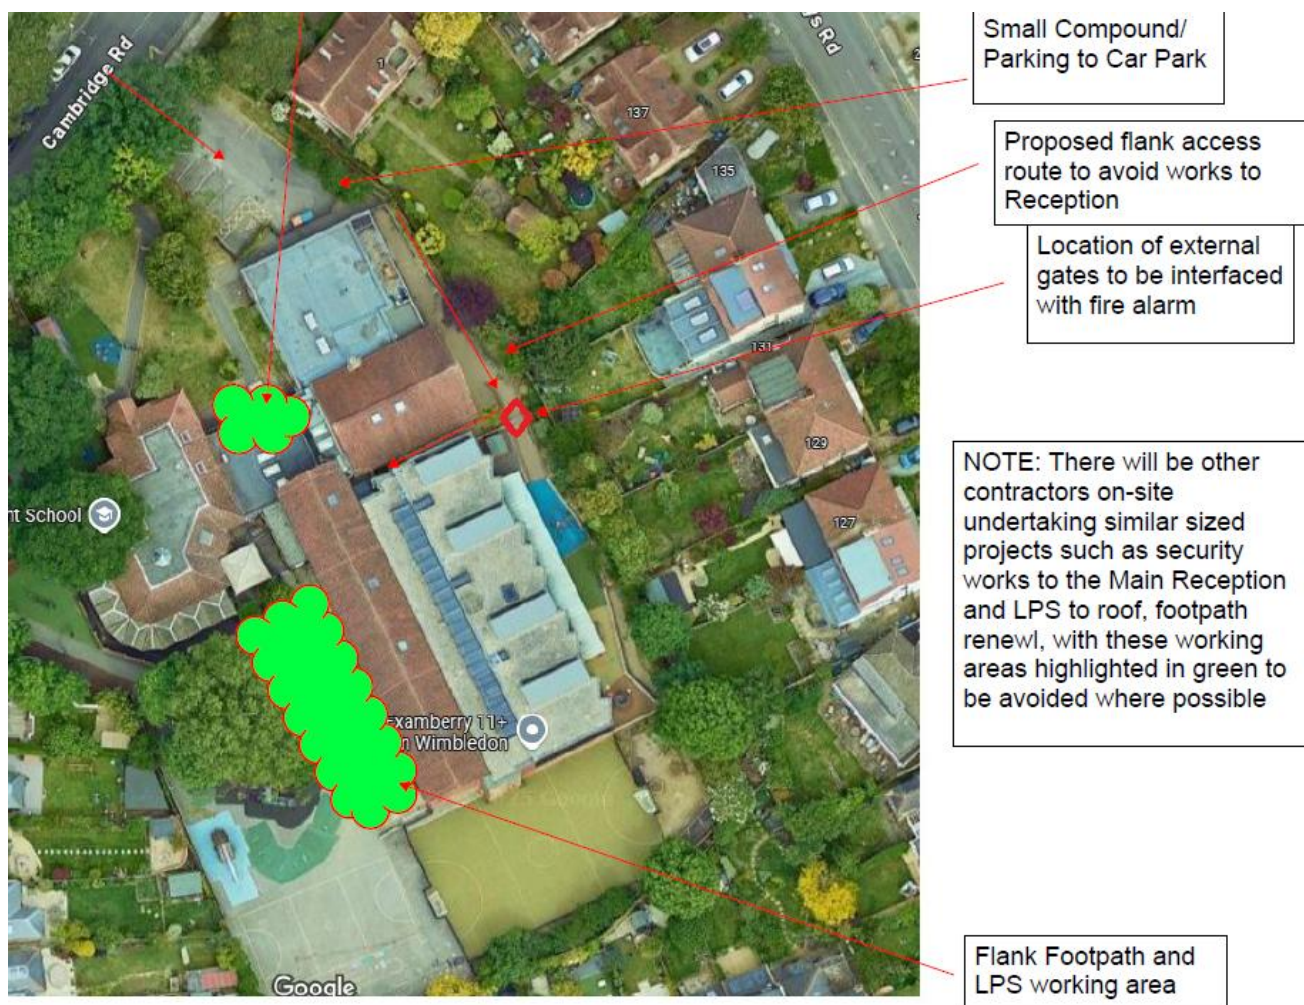 Small Compound/
Parking to Car Park
Proposed flank access
route to avoid works to
Reception
Location of external
gates to be interfaced
with fire alarm
NOTE: There will be other
contractors on-site
undertaking similar sized
projects such as security
works to the Main Reception
and LPS to roof, footpath
renewl, with these working
areas highlighted in green to
be avoided where possible
Flank Footpath and
LPS working area
Cambridge Rd
ys Rd
1
137
135
131
129
127
nt School
Examberry 11+
m Wimbledon
Google